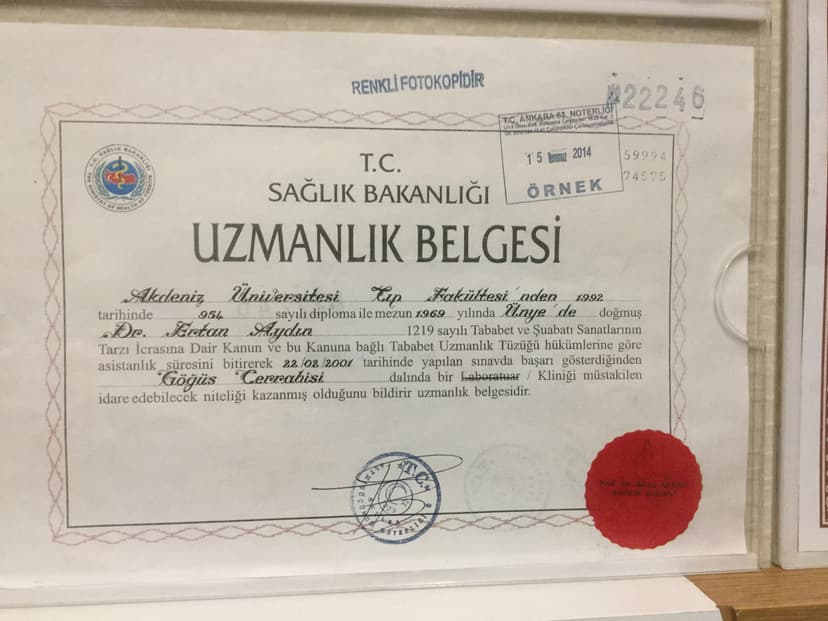 RENKLİ FOTOKOPİDİR
22246
T.C. ANKARA 63. NOTERLİĞİ
15 Temmuz 2014
ÖRNEK
59994
74575
T.C. SAĞLIK BAKANLIĞI
T.C.
SAĞLIK BAKANLIĞI
UZMANLIK BELGESİ
Akdeniz Üniversitesi Tıp Fakültesi'nden 1992
tarihinde 954 sayılı diploma ile mezun 1969 yılında Ünye'de doğmuş
Dr. Ertan Aydın 1219 sayılı Tababet ve Şuabatı Sanatlarının
Tarzı İcrasına Dair Kanun ve bu Kanuna bağlı Tababet Uzmanlık Tüzüğü hükümlerine göre
asistanlık süresini bitirerek 22/02/2001 tarihinde yapılan sınavda başarı gösterdiğinden
Göğüs Cerrahisi dalında bir Laboratuar / Kliniği müstakilen
idare edebilecek niteliği kazanmış olduğunu bildirir uzmanlık belgesidir.
T.C.